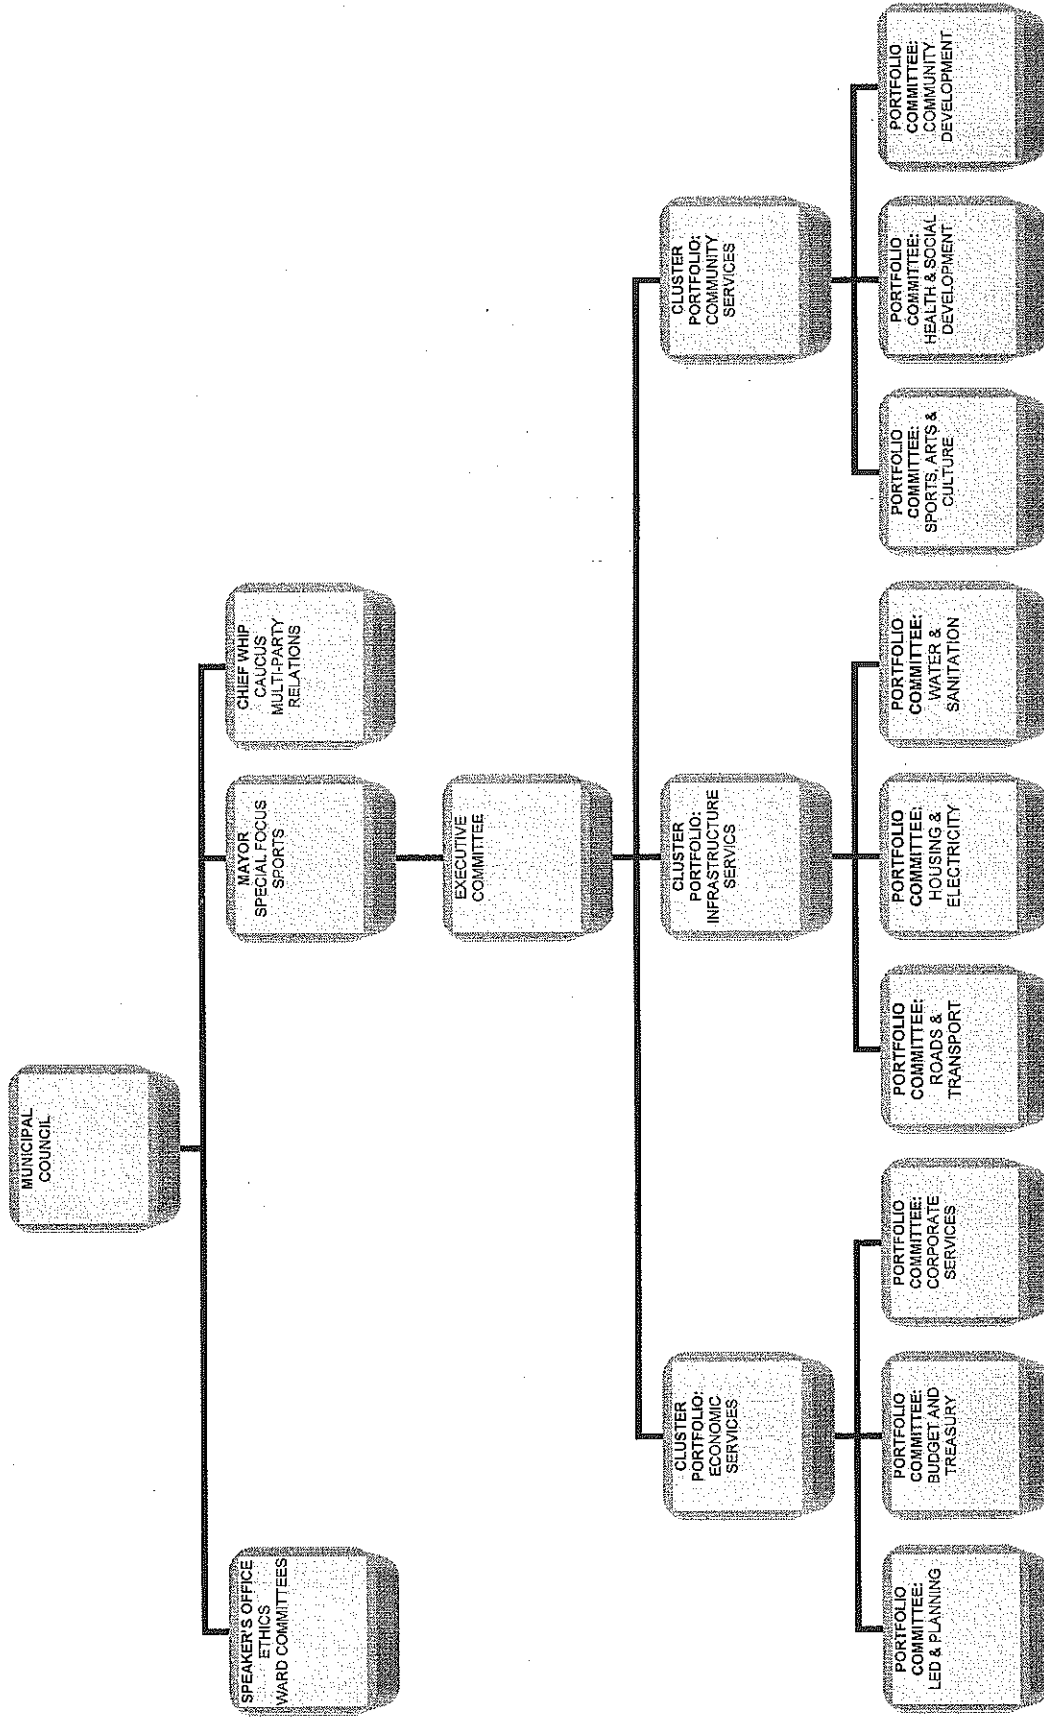 MUNICIPAL
COUNCIL
SPEAKER'S OFFICE
ETHICS
WARD COMMITTEES
MAYOR
SPECIAL FOCUS
SPORTS
CHIEF WHIP
CAUCUS
MULTI-PARTY
RELATIONS
EXECUTIVE
COMMITTEE
CLUSTER
PORTFOLIO:
ECONOMIC
SERVICES
CLUSTER
PORTFOLIO:
INFRASTRUCTURE
SERVICS
CLUSTER
PORTFOLIO:
COMMUNITY
SERVICES
PORTFOLIO
COMMITTEE:
LED & PLANNING
PORTFOLIO
COMMITTEE:
BUDGET AND
TREASURY
PORTFOLIO
COMMITTEE:
CORPORATE
SERVICES
PORTFOLIO
COMMITTEE:
ROADS &
TRANSPORT
PORTFOLIO
COMMITTEE:
HOUSING &
ELECTRICITY
PORTFOLIO
COMMITTEE:
WATER &
SANITATION
PORTFOLIO
COMMITTEE:
SPORTS, ARTS &
CULTURE
PORTFOLIO
COMMITTEE:
HEALTH & SOCIAL
DEVELOPMENT
PORTFOLIO
COMMITTEE:
COMMUNITY
DEVELOPMENT